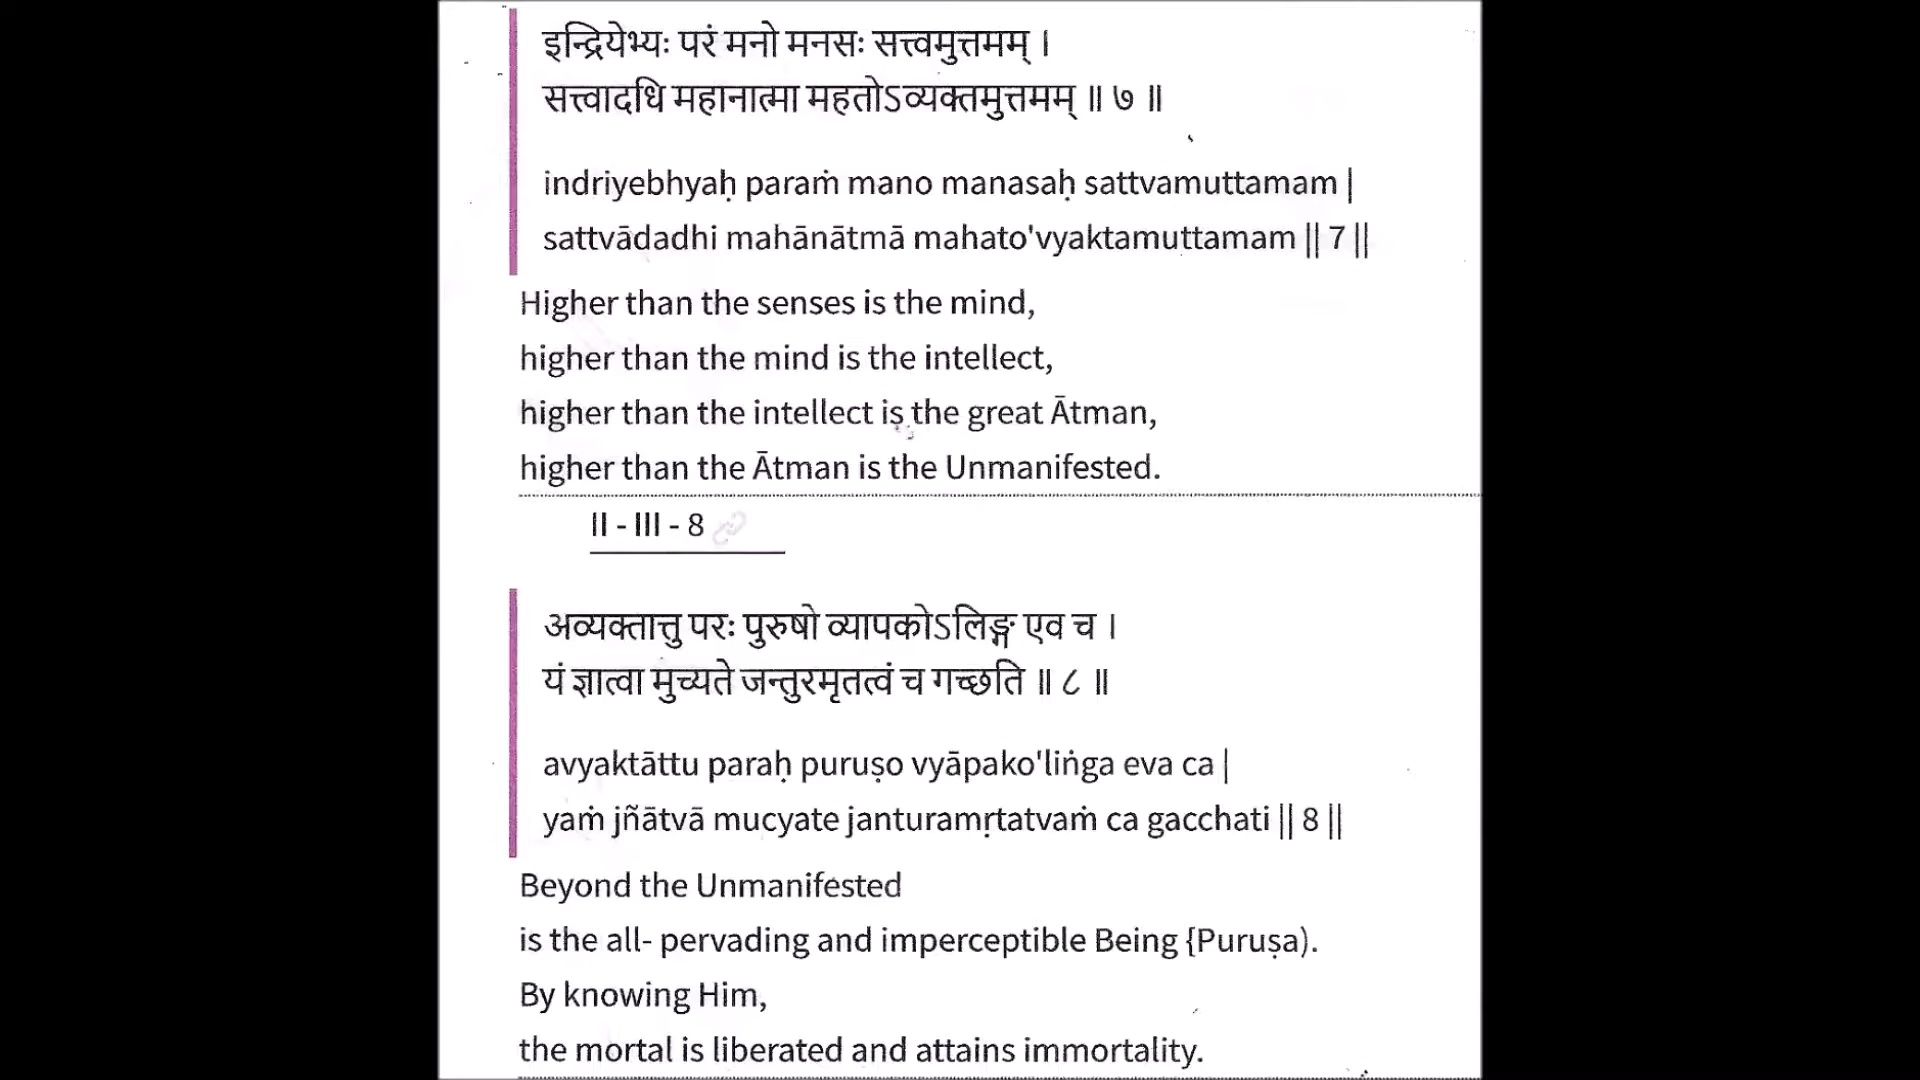 इन्द्रियेभ्यः परं मनो मनसः सत्त्वमुत्तमम् ।
सत्त्वादधि महानात्मा महतोऽव्यक्तमुत्तमम् ॥ ७ ॥
indriyebhyaḥ paraṁ mano manasaḥ sattvamuttamam |
sattvādadhi mahānātmā mahato'vyaktamuttamam || 7 ||
Higher than the senses is the mind,
higher than the mind is the intellect,
higher than the intellect is the great Ātman,
higher than the Ātman is the Unmanifested.
II - III - 8
अव्यक्तात्तु परः पुरुषो व्यापकोऽलिङ्ग एव च ।
यं ज्ञात्वा मुच्यते जन्तुरमृतत्वं च गच्छति ॥ ८ ॥
avyaktāttu paraḥ puruṣo vyāpako'liṅga eva ca |
yaṁ jñātvā mucyate janturamṛtatvaṁ ca gacchati || 8 ||
Beyond the Unmanifested
is the all- pervading and imperceptible Being {Puruṣa).
By knowing Him,
the mortal is liberated and attains immortality.